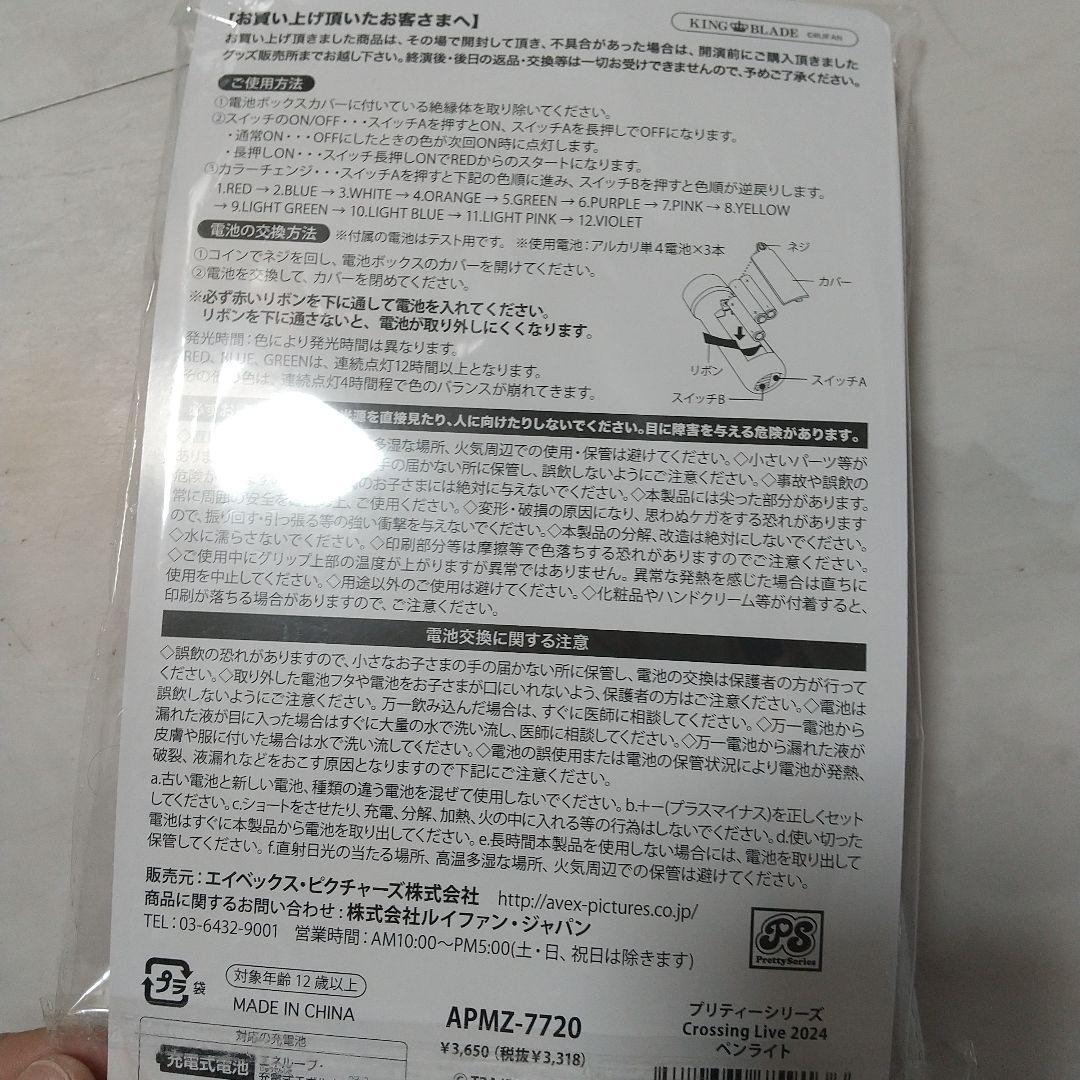 【お買い上げ頂いたお客さまへ】
KING BLADE ©RUIFAN
お買い上げ頂きました商品は、その場で開封して頂き、不具合があった場合は、開演前にご購入頂きました
グッズ販売所までお越し下さい。終演後・後日の返品・交換等は一切お受けできませんので、予めご了承ください。
ご使用方法
①電池ボックスカバーに付いている絶縁体を取り除いてください。
②スイッチのON/OFF・・・スイッチAを押すとON、スイッチAを長押しでOFFになります。
・通常ON・・・OFFにしたときの色が次回ON時に点灯します。
・長押しON・・・スイッチ長押しONでREDからのスタートになります。
③カラーチェンジ・・・スイッチAを押すと下記の色順に進み、スイッチBを押すと色順が逆戻りします。
1.RED → 2.BLUE → 3.WHITE → 4.ORANGE → 5.GREEN → 6.PURPLE → 7.PINK → 8.YELLOW
→ 9.LIGHT GREEN → 10.LIGHT BLUE → 11.LIGHT PINK → 12.VIOLET
電池の交換方法 ※付属の電池はテスト用です。 ※使用電池：アルカリ単4電池×3本
①コインでネジを回し、電池ボックスのカバーを開けてください。
②電池を交換して、カバーを閉めてください。
※必ず赤いリボンを下に通して電池を入れてください。
リボンを下に通さないと、電池が取り外しにくくなります。
発光時間：色により発光時間は異なります。
RED、BLUE、GREENは、連続点灯12時間以上となります。
その他の色は、連続点灯4時間程で色のバランスが崩れてきます。
ネジ
カバー
リボン
スイッチA
スイッチB
必ずお 光源を直接見たり、人に向けたりしないでください。目に障害を与える危険があります。
◇直射 多湿な場所、火気周辺での使用・保管は避けてください。◇小さいパーツ等が
ありま 手の届かない所に保管し、誤飲しないようにご注意ください。◇事故や誤飲の
危険が のお子さまには絶対に与えないでください。◇本製品には尖った部分があります。
常に周囲の安全を 上、ご使用ください。◇変形・破損の原因になり、思わぬケガをする恐れがあります
ので、振り回す・引っ張る等の強い衝撃を与えないでください。◇本製品の分解、改造は絶対にしないでください。
◇水に濡らさないでください。◇印刷部分等は摩擦等で色落ちする恐れがありますのでご注意ください。
◇ご使用中にグリップ上部の温度が上がりますが異常ではありません。異常な発熱を感じた場合は直ちに
使用を中止してください。◇用途以外のご使用は避けてください。◇化粧品やハンドクリーム等が付着すると、
印刷が落ちる場合がありますので、ご注意ください。
電池交換に関する注意
◇誤飲の恐れがありますので、小さなお子さまの手の届かない所に保管し、電池の交換は保護者の方が行って
ください。◇取り外した電池フタや電池をお子さまが口にいれないよう、保護者の方はご注意ください。◇電池は
誤飲しないようにご注意ください。万一飲み込んだ場合は、すぐに医師に相談してください。◇万一電池から
漏れた液が目に入った場合はすぐに大量の水で洗い流し、医師に相談してください。◇万一電池から漏れた液が
皮膚や服に付いた場合は水で洗い流してください。◇電池の誤使用または電池の保管状況により電池が発熱、
破裂、液漏れなどをおこす原因となりますので下記にご注意ください。
a.古い電池と新しい電池、種類の違う電池を混ぜて使用しないでください。b.＋－(プラスマイナス)を正しくセット
してください。c.ショートをさせたり、充電、分解、加熱、火の中に入れる等の行為はしないでください。d.使い切った
電池はすぐに本製品から電池を取り出してください。e.長時間本製品を使用しない場合には、電池を取り出して
保管してください。f.直射日光の当たる場所、高温多湿な場所、火気周辺での保管は避けてください。
販売元：エイベックス・ピクチャーズ株式会社 http://avex-pictures.co.jp/
商品に関するお問い合わせ：株式会社ルイファン・ジャパン
TEL：03-6432-9001 営業時間：AM10:00〜PM5:00(土・日、祝日は除きます)
PS
PrettySeries
プラ 袋
対象年齢 12 歳以上
MADE IN CHINA
APMZ-7720
¥3,650 (税抜¥3,318)
プリティーシリーズ
Crossing Live 2024
ペンライト
対応の充電池
充電式電池
エネループ・